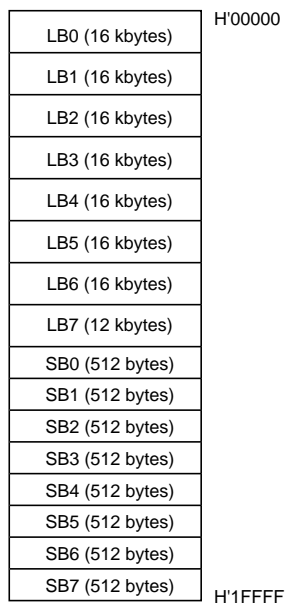 H'00000
LB0 (16 kbytes)
LB1 (16 kbytes)
LB2 (16 kbytes)
LB3 (16 kbytes)
LB4 (16 kbytes)
LB5 (16 kbytes)
LB6 (16 kbytes)
LB7 (12 kbytes)
SB0 (512 bytes)
SB1 (512 bytes)
SB2 (512 bytes)
SB3 (512 bytes)
SB4 (512 bytes)
SB5 (512 bytes)
SB6 (512 bytes)
SB7 (512 bytes)
H'1FFFF